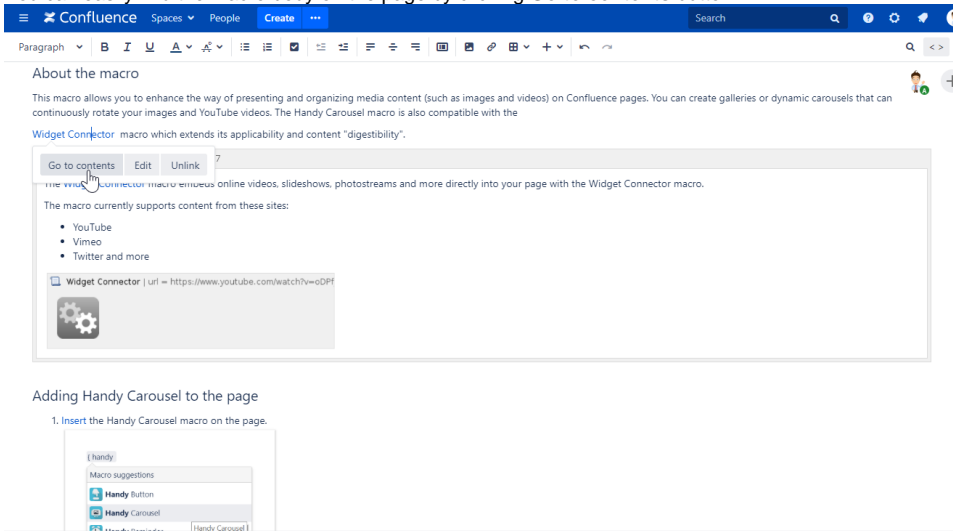 Confluence Spaces People Create ... Search
Paragraph B I U A
About the macro
This macro allows you to enhance the way of presenting and organizing media content (such as images and videos) on Confluence pages. You can create galleries or dynamic carousels that can
continuously rotate your images and YouTube videos. The Handy Carousel macro is also compatible with the
Widget Connector macro which extends its applicability and content "digestibility".
Go to contents Edit Unlink 7
The Widget Connector macro embeds online videos, slideshows, photostreams and more directly into your page with the Widget Connector macro.
The macro currently supports content from these sites:
• YouTube
• Vimeo
• Twitter and more
Widget Connector | url = https://www.youtube.com/watch?v=oDPf
Adding Handy Carousel to the page
1. Insert the Handy Carousel macro on the page.
{handy
Macro suggestions
Handy Button
Handy Carousel
Handy Reminder Handy Carousel